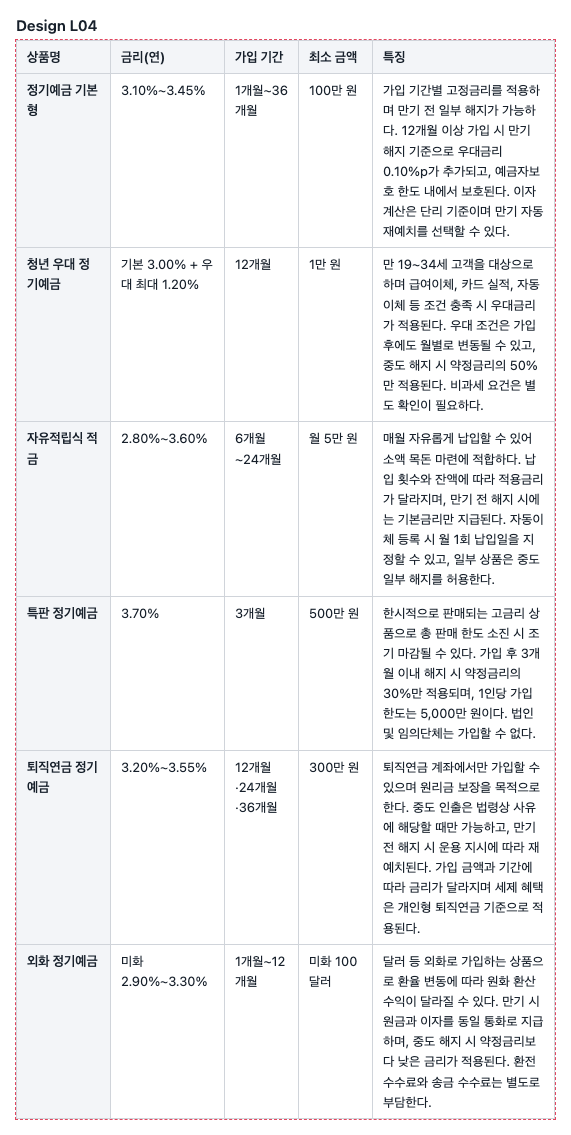 Design L04
상품명 금리(연) 가입 기간 최소 금액 특징
정기예금 기본
형
3.10%~3.45%
1개월~36
개월
100만 원
가입 기간별 고정금리를 적용하
며 만기 전 일부 해지가 가능하
다. 12개월 이상 가입 시 만기
해지 기준으로 우대금리
0.10%p가 추가되고, 예금자보
호 한도 내에서 보호된다. 이자
계산은 단리 기준이며 만기 자동
재예치를 선택할 수 있다.
청년 우대 정
기예금
기본 3.00% + 우
대 최대 1.20%
12개월
1만 원
만 19~34세 고객을 대상으로
하며 급여이체, 카드 실적, 자동
이체 등 조건 충족 시 우대금리
가 적용된다. 우대 조건은 가입
후에도 월별로 변동될 수 있고,
중도 해지 시 약정금리의 50%
만 적용된다. 비과세 요건은 별
도 확인이 필요하다.
자유적립식 적
금
2.80%~3.60%
6개월
~24개월
월 5만 원
매월 자유롭게 납입할 수 있어
소액 목돈 마련에 적합하다. 납
입 횟수와 잔액에 따라 적용금리
가 달라지며, 만기 전 해지 시에
는 기본금리만 지급된다. 자동이
체 등록 시 월 1회 납입일을 지
정할 수 있고, 일부 상품은 중도
일부 해지를 허용한다.
특판 정기예금
3.70%
3개월
500만 원
한시적으로 판매되는 고금리 상
품으로 총 판매 한도 소진 시 조
기 마감될 수 있다. 가입 후 3개
월 이내 해지 시 약정금리의
30%만 적용되며, 1인당 가입
한도는 5,000만 원이다. 법인
및 임의단체는 가입할 수 없다.
퇴직연금 정기
예금
3.20%~3.55%
12개월
·24개월
·36개월
300만 원
퇴직연금 계좌에서만 가입할 수
있으며 원리금 보장을 목적으로
한다. 중도 인출은 법령상 사유
에 해당할 때만 가능하고, 만기
전 해지 시 운용 지시에 따라 재
예치된다. 가입 금액과 기간에
따라 금리가 달라지며 세제 혜택
은 개인형 퇴직연금 기준으로 적
용된다.
외화 정기예금
미화
2.90%~3.30%
1개월~12
개월
미화 100
달러
달러 등 외화로 가입하는 상품으
로 환율 변동에 따라 원화 환산
수익이 달라질 수 있다. 만기 시
원금과 이자를 동일 통화로 지급
하며, 중도 해지 시 약정금리보
다 낮은 금리가 적용된다. 환전
수수료와 송금 수수료는 별도로
부담한다.